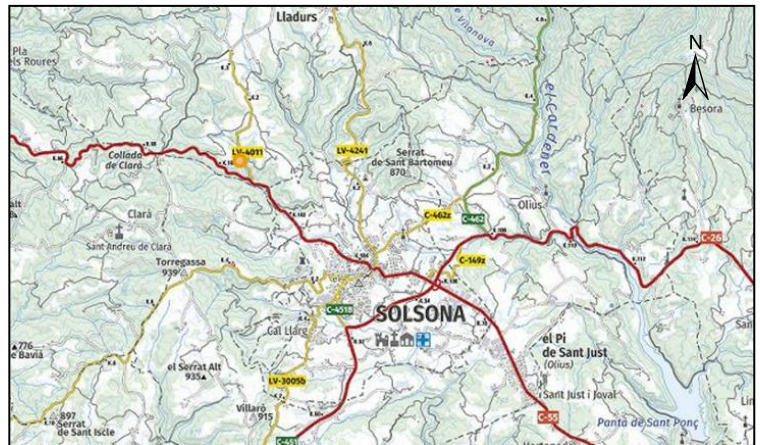 Lladurs
e Vilanova
N
Pla
els Roures
el Cardener
Besora
LV-4011
LV-4241
Collada
de Clarà
Serrat
de Sant Bartomeu
870
Olius
Clarà
C-462z
C-462
C-26
Sant Andreu de Clarà
Torregassa
939
C-149z
C-451B
SOLSONA
Cal Llarg
776
e Bavià
el Serrat Alt
935
el Pi
de Sant Just
(Olius)
LV-3005b
Sant Just i Joval
Villaró
915
897
Serrat
de Sant Iscle
C-451
C-55
Pantà de Sant Ponç